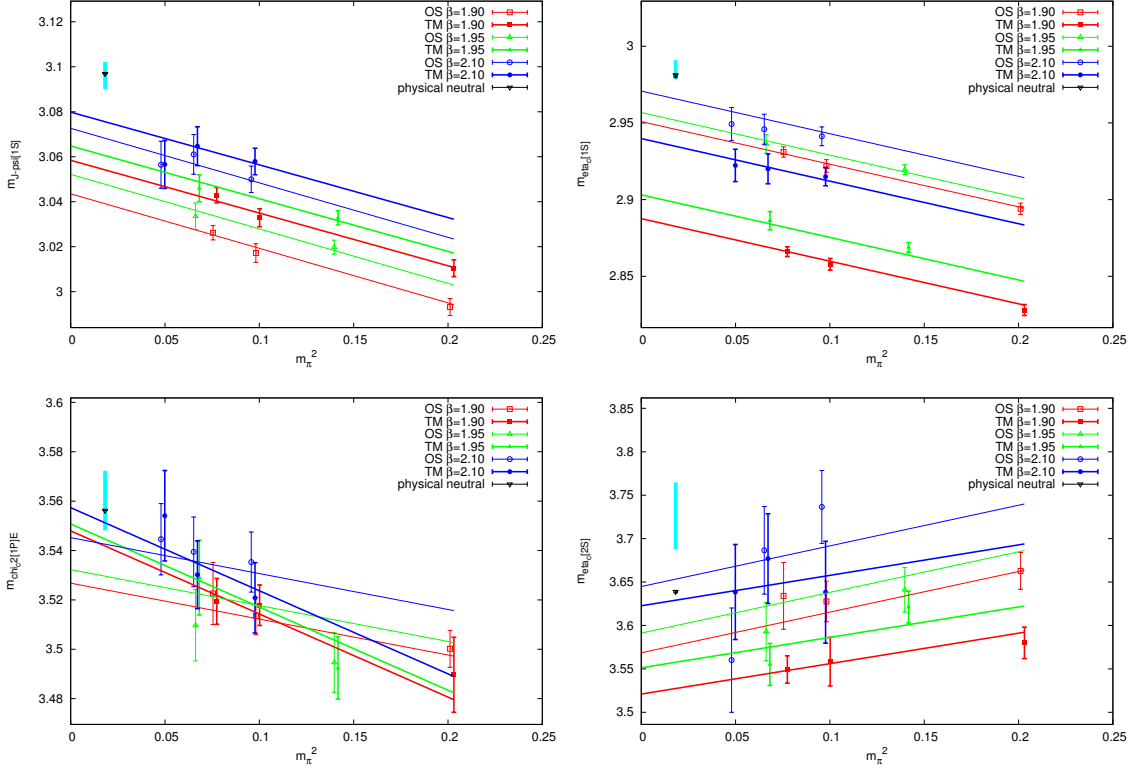 3.12
3.1
3.08
3.06
3.04
3.02
3
0
0.05
0.1
0.15
0.2
0.25
m_J-psi[1S]
m_π^2
OS β=1.90
TM β=1.90
OS β=1.95
TM β=1.95
OS β=2.10
TM β=2.10
physical neutral
3
2.95
2.9
2.85
0
0.05
0.1
0.15
0.2
0.25
m_eta_c[1S]
m_π^2
OS β=1.90
TM β=1.90
OS β=1.95
TM β=1.95
OS β=2.10
TM β=2.10
physical neutral
3.6
3.58
3.56
3.54
3.52
3.5
3.48
0
0.05
0.1
0.15
0.2
0.25
m_chi_c2[1P]E
m_π^2
OS β=1.90
TM β=1.90
OS β=1.95
TM β=1.95
OS β=2.10
TM β=2.10
physical neutral
3.85
3.8
3.75
3.7
3.65
3.6
3.55
3.5
0
0.05
0.1
0.15
0.2
0.25
m_eta_c[2S]
m_π^2
OS β=1.90
TM β=1.90
OS β=1.95
TM β=1.95
OS β=2.10
TM β=2.10
physical neutral